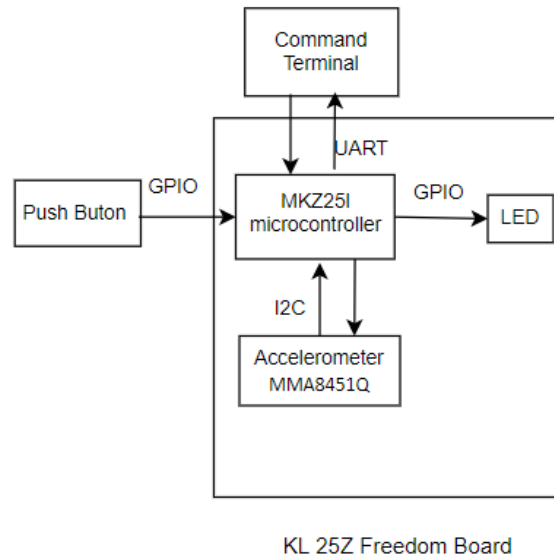 Command
Terminal
UART
GPIO
Push Buton
MKZ25I
microcontroller
GPIO
LED
I2C
Accelerometer
MMA8451Q
KL 25Z Freedom Board